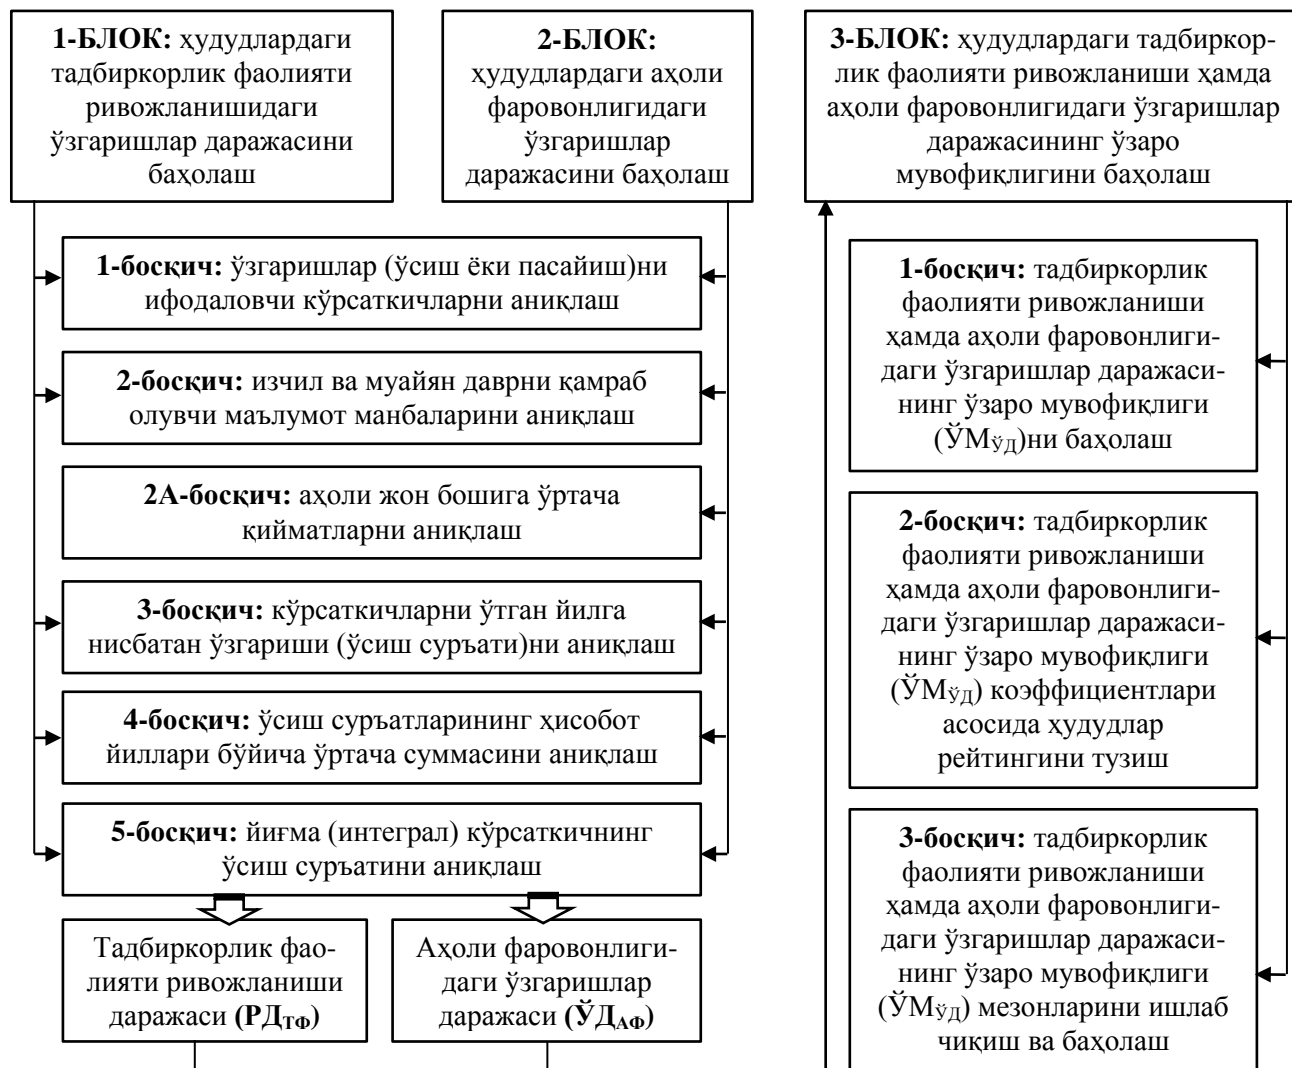 1-БЛОК: ҳудудлардаги
тадбиркорлик фаолияти
ривожланишидаги
ўзгаришлар даражасини
баҳолаш
2-БЛОК:
ҳудудлардаги аҳоли
фаровонлигидаги
ўзгаришлар
даражасини баҳолаш
3-БЛОК: ҳудудлардаги тадбиркор-
лик фаолияти ривожланиши ҳамда
аҳоли фаровонлигидаги ўзгаришлар
даражасининг ўзаро
мувофиқлигини баҳолаш
1-босқич: ўзгаришлар (ўсиш ёки пасайиш)ни
ифодаловчи кўрсаткичларни аниқлаш
2-босқич: изчил ва муайян даврни қамраб
олувчи маълумот манбаларини аниқлаш
2А-босқич: аҳоли жон бошига ўртача
қийматларни аниқлаш
3-босқич: кўрсаткичларни ўтган йилга
нисбатан ўзгариши (ўсиш суръати)ни аниқлаш
4-босқич: ўсиш суръатларининг ҳисобот
йиллари бўйича ўртача суммасини аниқлаш
5-босқич: йиғма (интеграл) кўрсаткичнинг
ўсиш суръатини аниқлаш
Тадбиркорлик фао-
лияти ривожланиши
даражаси (РДТФ)
Аҳоли фаровонлиги-
даги ўзгаришлар
даражаси (ЎДАФ)
1-босқич: тадбиркорлик
фаолияти ривожланиши
ҳамда аҳоли фаровонлиги-
даги ўзгаришлар даражаси-
нинг ўзаро мувофиқлиги
(ЎМЎД)ни баҳолаш
2-босқич: тадбиркорлик
фаолияти ривожланиши
ҳамда аҳоли фаровонлиги-
даги ўзгаришлар даражаси-
нинг ўзаро мувофиқлиги
(ЎМЎД) коэффициентлари
асосида ҳудудлар
рейтингини тузиш
3-босқич: тадбиркорлик
фаолияти ривожланиши
ҳамда аҳоли фаровонлиги-
даги ўзгаришлар даражаси-
нинг ўзаро мувофиқлиги
(ЎМЎД) мезонларини ишлаб
чиқиш ва баҳолаш